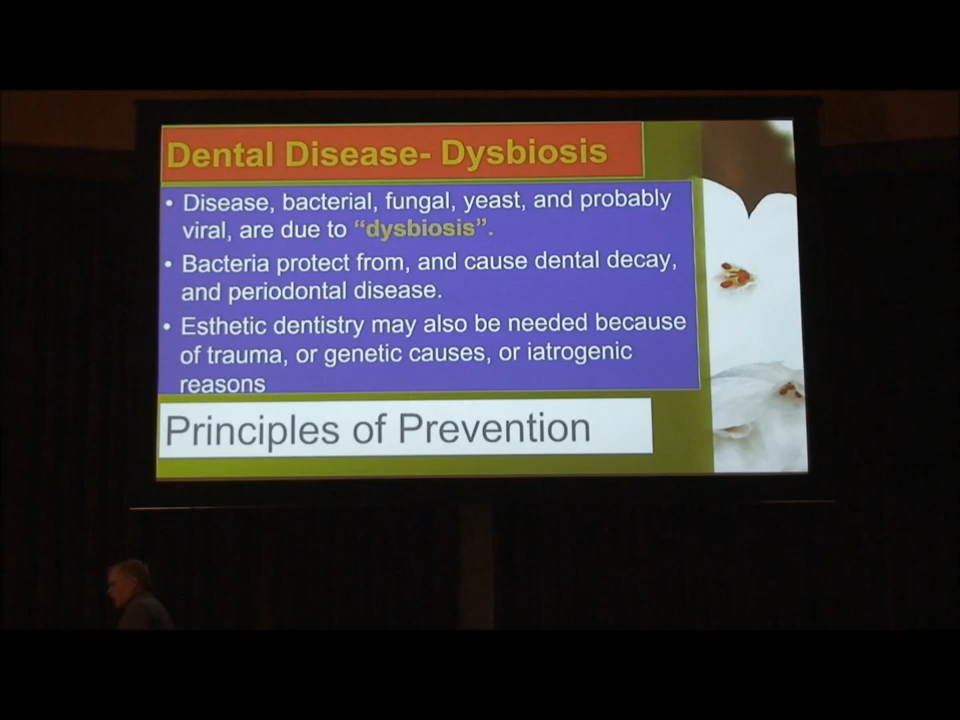 Dental Disease- Dysbiosis
• Disease, bacterial, fungal, yeast, and probably
viral, are due to “dysbiosis”.
• Bacteria protect from, and cause dental decay,
and periodontal disease.
• Esthetic dentistry may also be needed because
of trauma, or genetic causes, or iatrogenic
reasons
Principles of Prevention